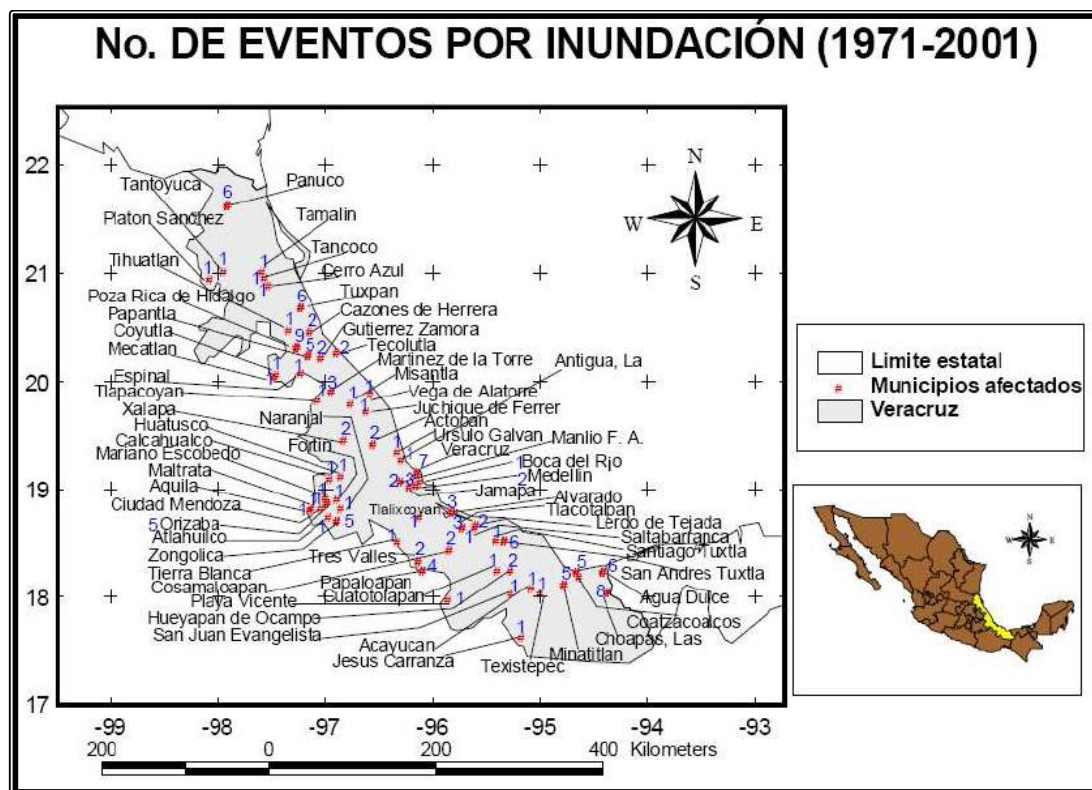 No. DE EVENTOS POR INUNDACIÓN (1971-2001)
22
21
20
19
18
17
-99
-98
-97
-96
-95
-94
-93
Tantoyuca
Platon Sanchez
Tihuatlan
Poza Rica de Hidalgo
Papantla
Coyutla
Mecatlan
Espinal
Tlapacoyan
Xalapa
Huatusco
Calcahualco
Mariano Escobedo
Maltrata
Aquila
Ciudad Mendoza
5 Orizaba
Atlahuilco
Zongolica
Naranjal
Fortin
Tres Valles
Tierra Blanca
Cosamaloapan
Papaloapan
Playa Vicente
Cuatotolapan
Hueyapan de Ocampo
San Juan Evangelista
Acayucan
Jesus Carranza
Texistepec
Minatitlan
Choapas, Las
Coatzacoalcos
Agua Dulce
San Andres Tuxtla
Santiago Tuxtla
Saltabarranca
Lerdo de Tejada
Tlacotalpan
Alvarado
Tlalixcoyan
Jamapa
Medellin
2
Boca del Rjo
1
Manlio F. A.
Veracruz
Ursulo Galvan
Actopan
Juchique de Ferrer
Vega de Alatorre
Antigua, La
Misantla
Martinez de la Torre
Tecolutla
Gutierrez Zamora
Cazones de Herrera
Tuxpan
Cerro Azul
Tancoco
Tamalin
Panuco
6
N
W
E
S
Limite estatal
Municipios afectados
Veracruz
200
0
200
400
Kilometers